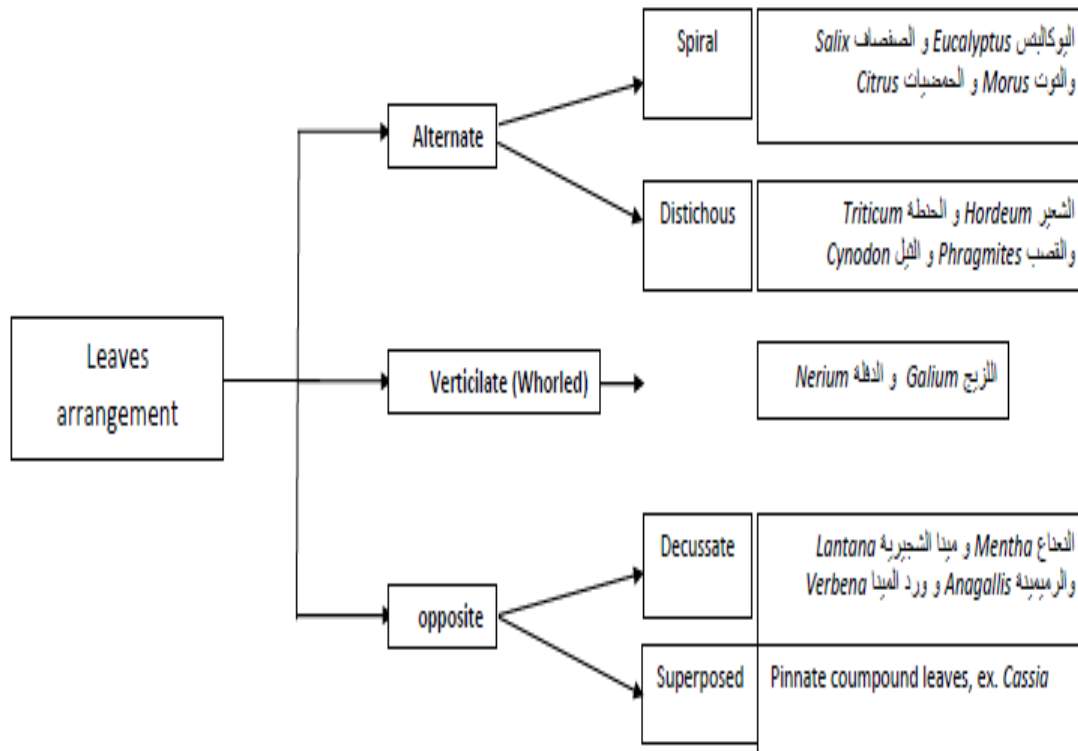 Leaves
arrangement
Alternate
Spiral
اليوكالبتس Eucalyptus و الصفصاف Salix
والتوت Morus و الحمضيات Citrus
Distichous
الشعير Hordeum و الحنطة Triticum
والقصب Phragmites و الثيل Cynodon
Verticilate (Whorled)
اللزيج Galium و الدفلة Nerium
opposite
Decussate
النعناع Mentha و مينا الشجيرية Lantana
والرميمينة Anagallis و ورد المينا Verbena
Superposed
Pinnate coumpound leaves, ex. Cassia